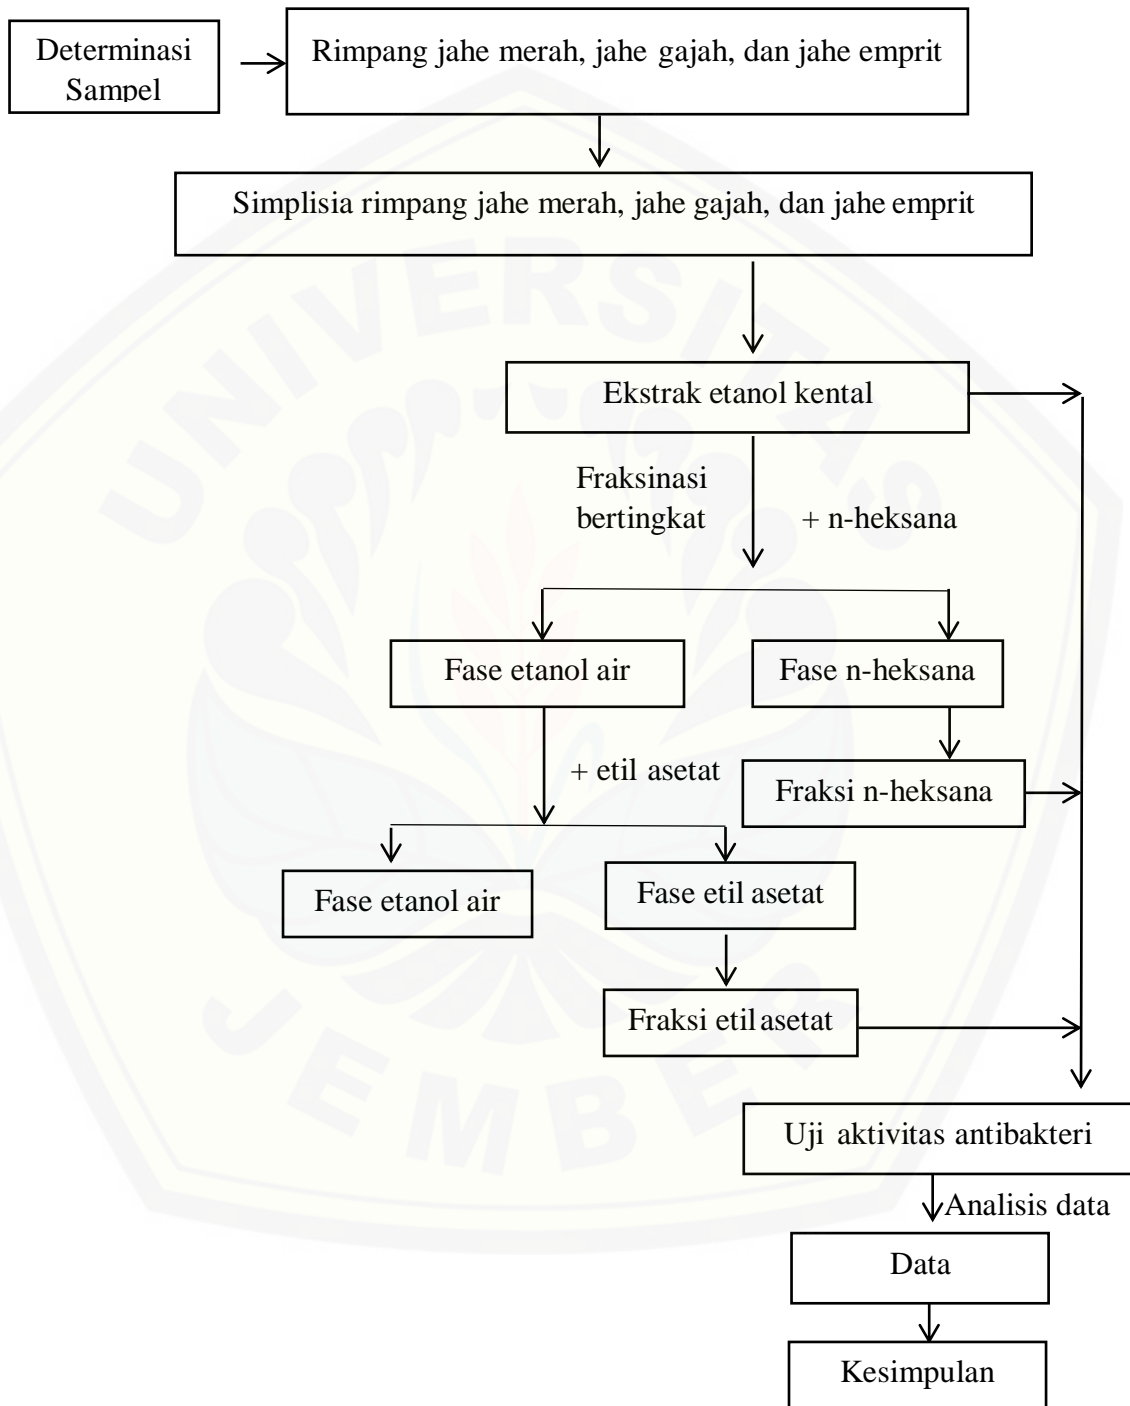 Determinasi
Sampel
Rimpang jahe merah, jahe gajah, dan jahe emprit
Simplisia rimpang jahe merah, jahe gajah, dan jahe emprit
Ekstrak etanol kental
Fraksinasi
bertingkat
+ n-heksana
Fase etanol air
Fase n-heksana
+ etil asetat
Fraksi n-heksana
Fase etanol air
Fase etil asetat
Fraksi etil asetat
Uji aktivitas antibakteri
Analisis data
Data
Kesimpulan
UNIVERSITAS
JEMBER